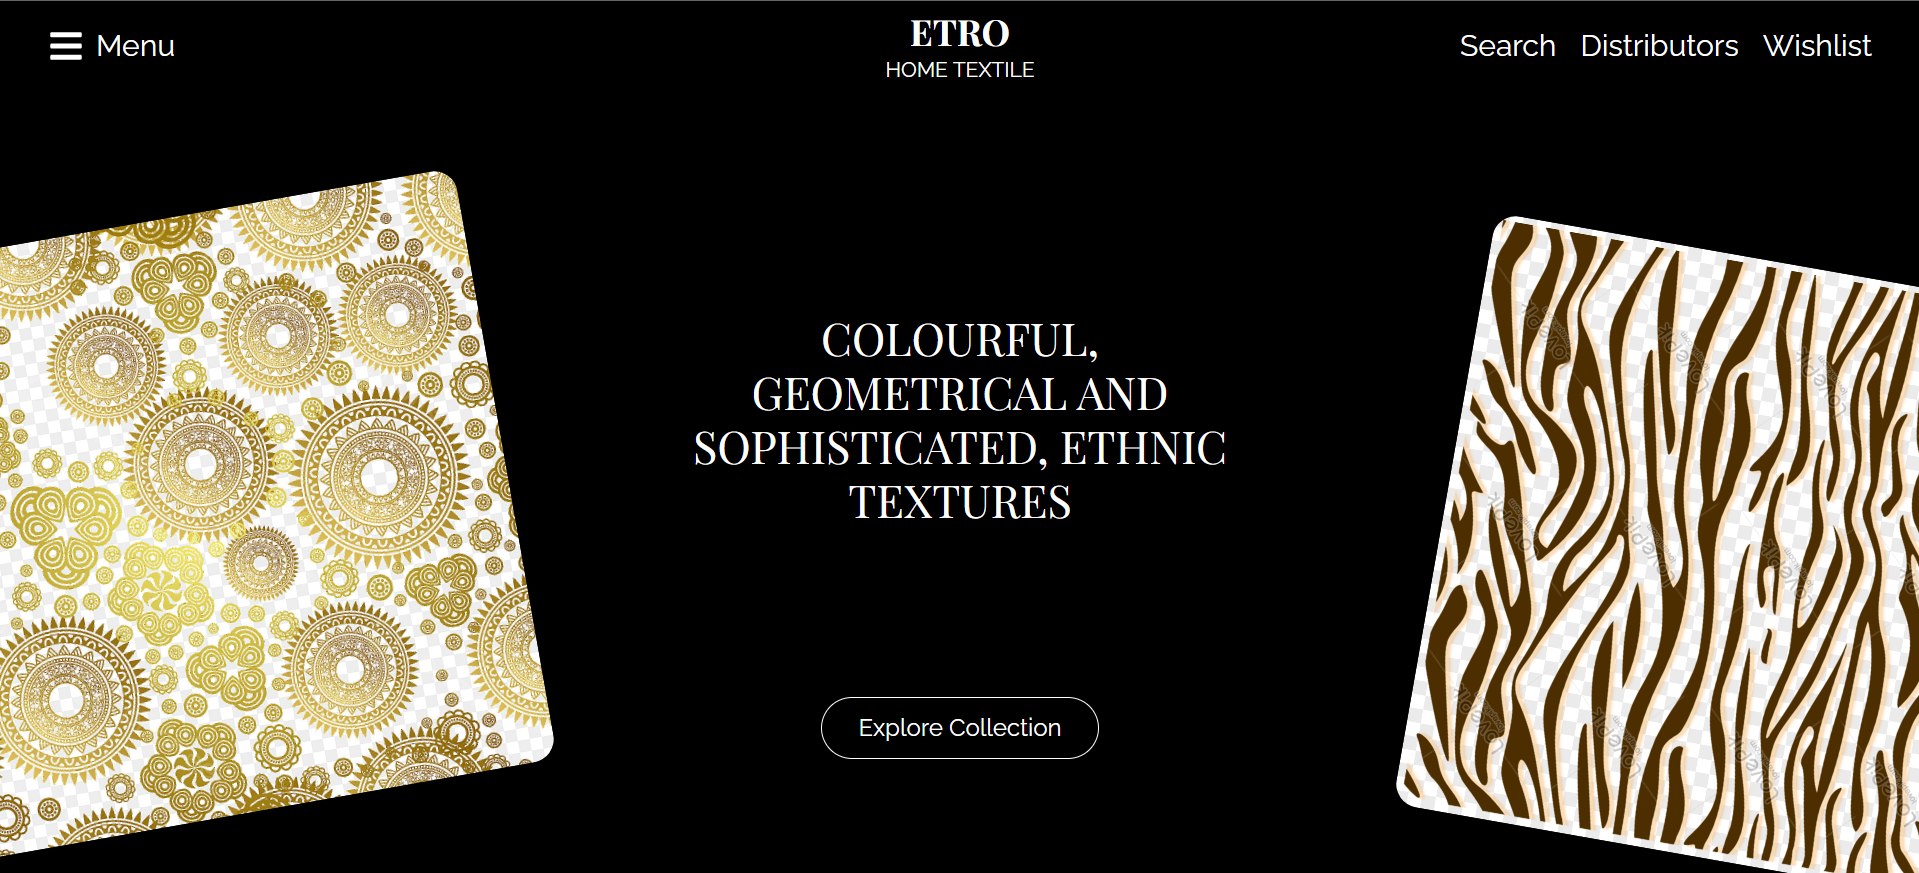 Menu
ETRO
HOME TEXTILE
Search Distributors Wishlist
COLOURFUL,
GEOMETRICAL AND
SOPHISTICATED, ETHNIC
TEXTURES
Explore Collection